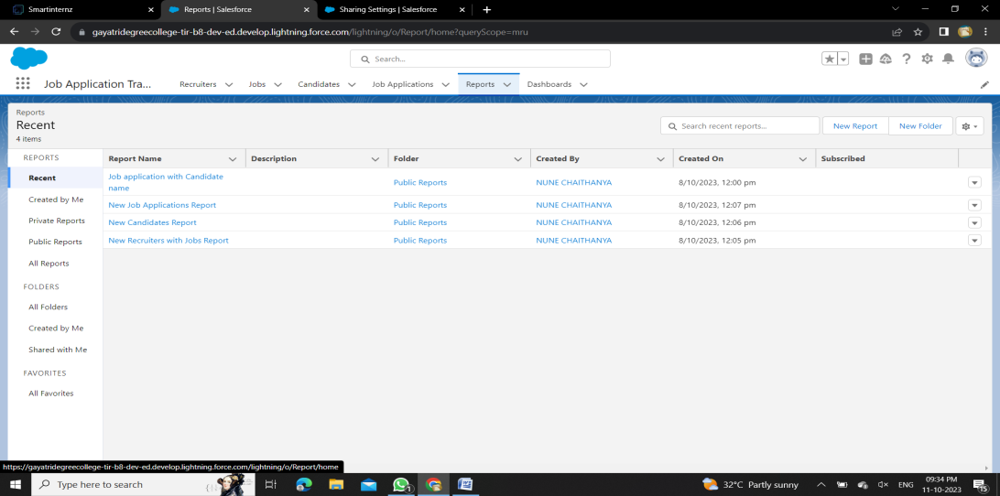 Smartinternz
Reports | Salesforce
Sharing Settings | Salesforce
gayatridegreecollege-tir-b8-dev-ed.develop.lightning.force.com/lightning/o/Report/home?queryScope=mru
Search...
Job Application Tra...
Recruiters
Jobs
Candidates
Job Applications
Reports
Dashboards
Reports
Recent
4 items
Search recent reports...
New Report
New Folder
REPORTS
Recent
Created by Me
Private Reports
Public Reports
All Reports
FOLDERS
All Folders
Created by Me
Shared with Me
FAVORITES
All Favorites
Report Name Description Folder Created By Created On Subscribed
Job application with Candidate
name Public Reports NUNE CHAITHANYA 8/10/2023, 12:00 pm
New Job Applications Report Public Reports NUNE CHAITHANYA 8/10/2023, 12:07 pm
New Candidates Report Public Reports NUNE CHAITHANYA 8/10/2023, 12:06 pm
New Recruiters with Jobs Report Public Reports NUNE CHAITHANYA 8/10/2023, 12:05 pm
https://gayatridegreecollege-tir-b8-dev-ed.develop.lightning.force.com/lightning/o/Report/home
Type here to search
32°C Partly sunny
ENG
09:34 PM
11-10-2023
15